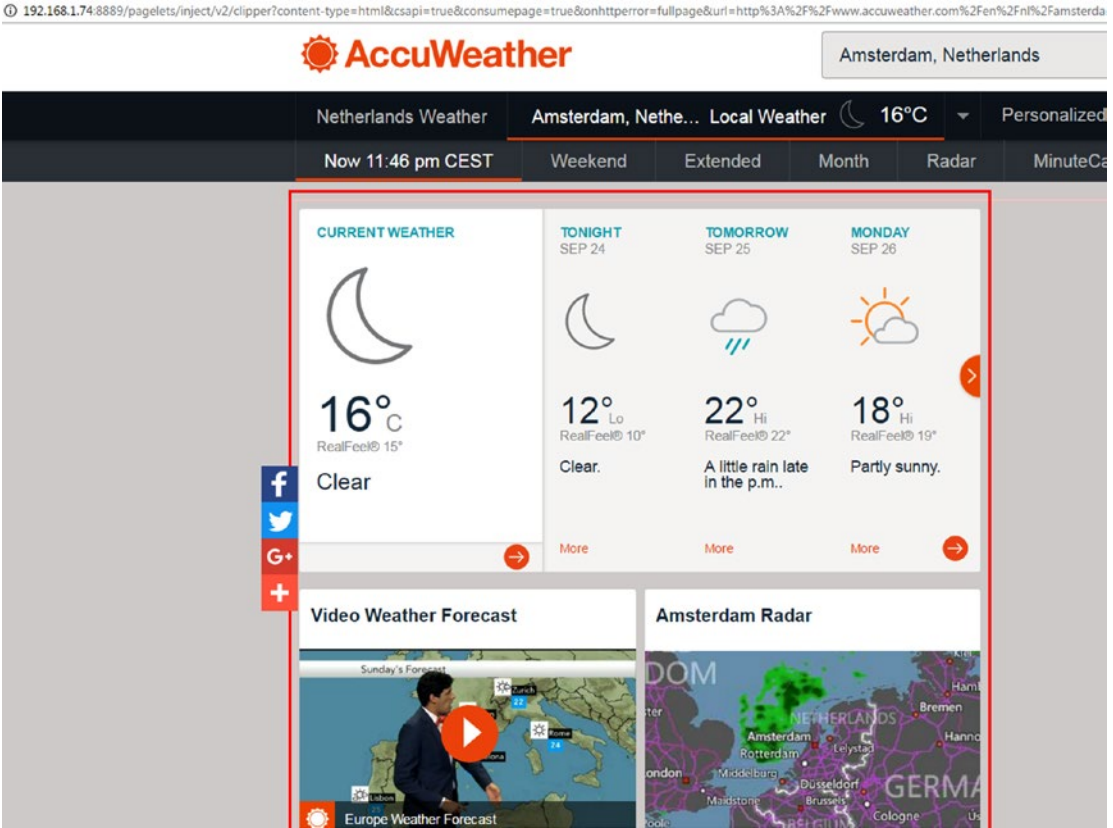 192.168.1.74:8889/pagelets/inject/v2/clipper?content-type=html&csapi=true&consumepage=true&onhttperror=fullpage&url=http%3A%2F%2Fwww.accuweather.com%2Fen%2Fnl%2Famsterda
AccuWeather
Amsterdam, Netherlands
Netherlands Weather Amsterdam, Nethe... Local Weather 16°C Personalized
Now 11:46 pm CEST Weekend Extended Month Radar MinuteCa
CURRENT WEATHER
16°C
RealFeel® 15°
Clear
TONIGHT
SEP 24
12° Lo
RealFeel® 10°
Clear.
More
TOMORROW
SEP 25
22° Hi
RealFeel® 22°
A little rain late
in the p.m..
More
MONDAY
SEP 26
18° Hi
RealFeel® 19°
Partly sunny.
More
f
G+
Video Weather Forecast
Sunday's Forecast
Zurich
22
Rome
24
Lisbon
Europe Weather Forecast
Amsterdam Radar
DOM
NETHERLANDS
Bremen
Amsterdam
Hanno
Rotterdam
Lelystad
ondon
Middelburg
Düsseldorf
GERMA
Maidstone
Brussels
Cologne
BELGIUM